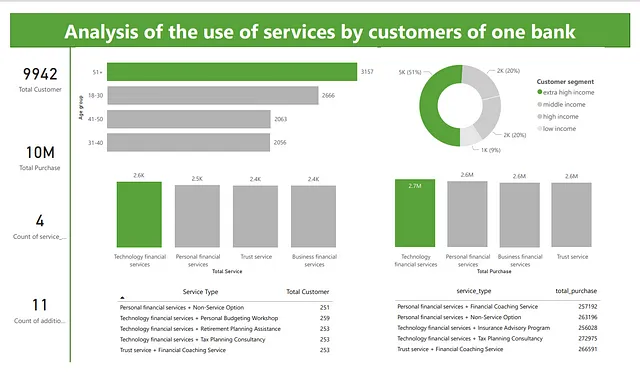 Analysis of the use of services by customers of one bank
9942
Total Customer
10M
Total Purchase
4
Count of service_...
11
Count of additio...
Age group
51+
3157
18-30
2666
41-50
2063
31-40
2056
5K (51%)
2K (20%)
2K (20%)
1K (9%)
Customer segment
extra high income
middle income
high income
low income
2.6K
2.5K
2.4K
2.4K
Technology financial services
Personal financial services
Trust service
Business financial services
Total Service
2.7M
2.6M
2.6M
2.6M
Technology financial services
Personal financial services
Business financial services
Trust service
Total Purchase
Service Type Total Customer
Personal financial services + Non-Service Option 251
Technology financial services + Personal Budgeting Workshop 259
Technology financial services + Retirement Planning Assistance 253
Technology financial services + Tax Planning Consultancy 253
Trust service + Financial Coaching Service 253
service_type total_purchase
Personal financial services + Financial Coaching Service 257192
Personal financial services + Non-Service Option 263196
Technology financial services + Insurance Advisory Program 256028
Technology financial services + Tax Planning Consultancy 272975
Trust service + Financial Coaching Service 266591